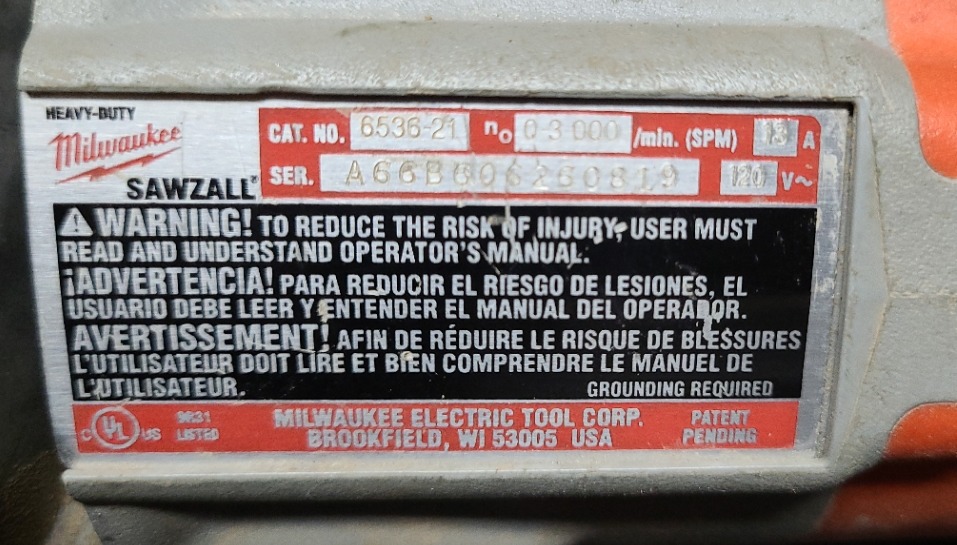 HEAVY-DUTY
Milwaukee
SAWZALL®
CAT. NO. 6536-21 no 0-3 000 /min. (SPM) 13 A
SER. 120 V~
⚠ WARNING! TO REDUCE THE RISK OF INJURY, USER MUST
READ AND UNDERSTAND OPERATOR'S MANUAL.
¡ADVERTENCIA! PARA REDUCIR EL RIESGO DE LESIONES, EL
USUARIO DEBE LEER Y ENTENDER EL MANUAL DEL OPERADOR.
AVERTISSEMENT! AFIN DE RÉDUIRE LE RISQUE DE BLESSURES
L'UTILISATEUR DOIT LIRE ET BIEN COMPRENDRE LE MANUEL DE
L'UTILISATEUR.
GROUNDING REQUIRED
C UL US LISTED
MILWAUKEE ELECTRIC TOOL CORP.
BROOKFIELD, WI 53005 USA
PATENT
PENDING